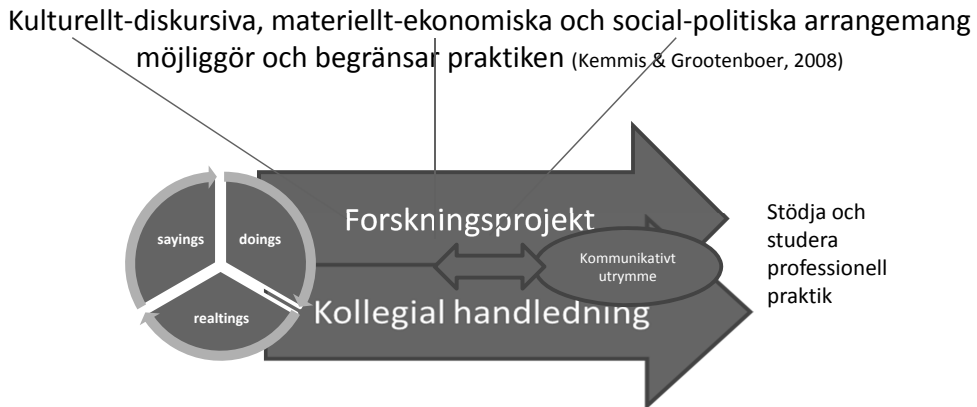 Kulturellt-diskursiva, materiellt-ekonomiska och social-politiska arrangemang
möjliggör och begränsar praktiken (Kemmis & Grootenboer, 2008)
sayings
doings
realtings
Forskningsprojekt
Kommunikativt
utrymme
Kollegial handledning
Stödja och
studera
professionell
praktik